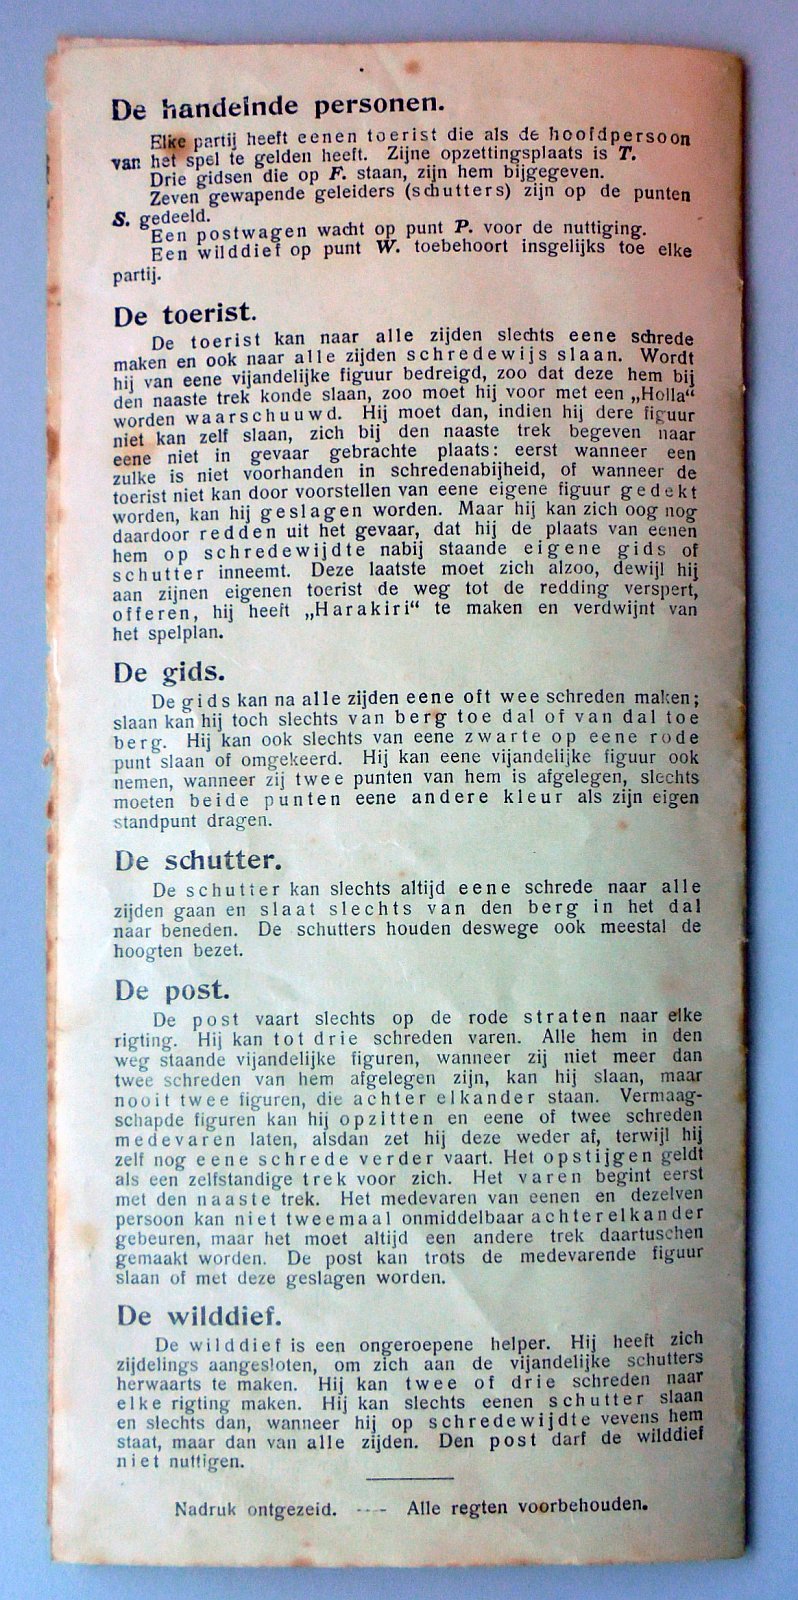 De handelnde personen.
Elke partij heeft eenen toerist die als de hoofdpersoon
van het spel te gelden heeft. Zijne opzettingsplaats is T.
Drie gidsen die op F. staan, zijn hem bijgegeven.
Zeven gewapende geleiders (schutters) zijn op de punten
S. gedeeld.
Een postwagen wacht op punt P. voor de nuttiging.
Een wilddief op punt W. toebehoort insgelijks toe elke
partij.
De toerist.
De toerist kan naar alle zijden slechts eene schrede
maken en ook naar alle zijden schredewijs slaan. Wordt
hij van eene vijandelijke figuur bedreigd, zoo dat deze hem bij
den naaste trek konde slaan, zoo moet hij voor met een „Holla“
worden waarschuuwd. Hij moet dan, indien hij dere figuur
niet kan zelf slaan, zich bij den naaste trek begeven naar
eene niet in gevaar gebrachte plaats: eerst wanneer een
zulke is niet voorhanden in schredenabijheid, of wanneer de
toerist niet kan door voorstellen van eene eigene figuur gedekt
worden, kan hij geslagen worden. Maar hij kan zich oog nog
daardoor redden uit het gevaar, dat hij de plaats van eenen
hem op schredewijdte nabij staande eigene gids of
schutter inneemt. Deze laatste moet zich alzoo, dewijl hij
aan zijnen eigenen toerist de weg tot de redding verspert,
offeren, hij heeft „Harakiri“ te maken en verdwijnt van
het spelplan.
De gids.
De gids kan na alle zijden eene oft wee schreden maken;
slaan kan hij toch slechts van berg toe dal of van dal toe
berg. Hij kan ook slechts van eene zwarte op eene rode
punt slaan of omgekeerd. Hij kan eene vijandelijke figuur ook
nemen, wanneer zij twee punten van hem is afgelegen, slechts
moeten beide punten eene andere kleur als zijn eigen
standpunt dragen.
De schutter.
De schutter kan slechts altijd eene schrede naar alle
zijden gaan en slaat slechts van den berg in het dal
naar beneden. De schutters houden deswege ook meestal de
hoogten bezet.
De post.
De post vaart slechts op de rode straten naar elke
rigting. Hij kan tot drie schreden varen. Alle hem in den
weg staande vijandelijke figuren, wanneer zij niet meer dan
twee schreden van hem afgelegen zijn, kan hij slaan, maar
nooit twee figuren, die achter elkander staan. Vermaag-
schapde figuren kan hij opzitten en eene of twee schreden
medevaren laten, alsdan zet hij deze weder af, terwijl hij
zelf nog eene schrede verder vaart. Het opstijgen geldt
als een zelfstandige trek voor zich. Het varen begint eerst
met den naaste trek. Het medevaren van eenen en dezelven
persoon kan niet tweemaal onmiddelbaar achterelkander
gebeuren, maar het moet altijd een andere trek daartuschen
gemaakt worden. De post kan trots de medevarende figuur
slaan of met deze geslagen worden.
De wilddief.
De wilddief is een ongeroepene helper. Hij heeft zich
zijdelings aangesloten, om zich aan de vijandelijke schutters
herwaarts te maken. Hij kan twee of drie schreden naar
elke rigting maken. Hij kan slechts eenen schutter slaan
en slechts dan, wanneer hij op schredewijdte vevens hem
staat, maar dan van alle zijden. Den post darf de wilddief
niet nuttigen.
Nadruk ontgezeid. — Alle regten voorbehouden.